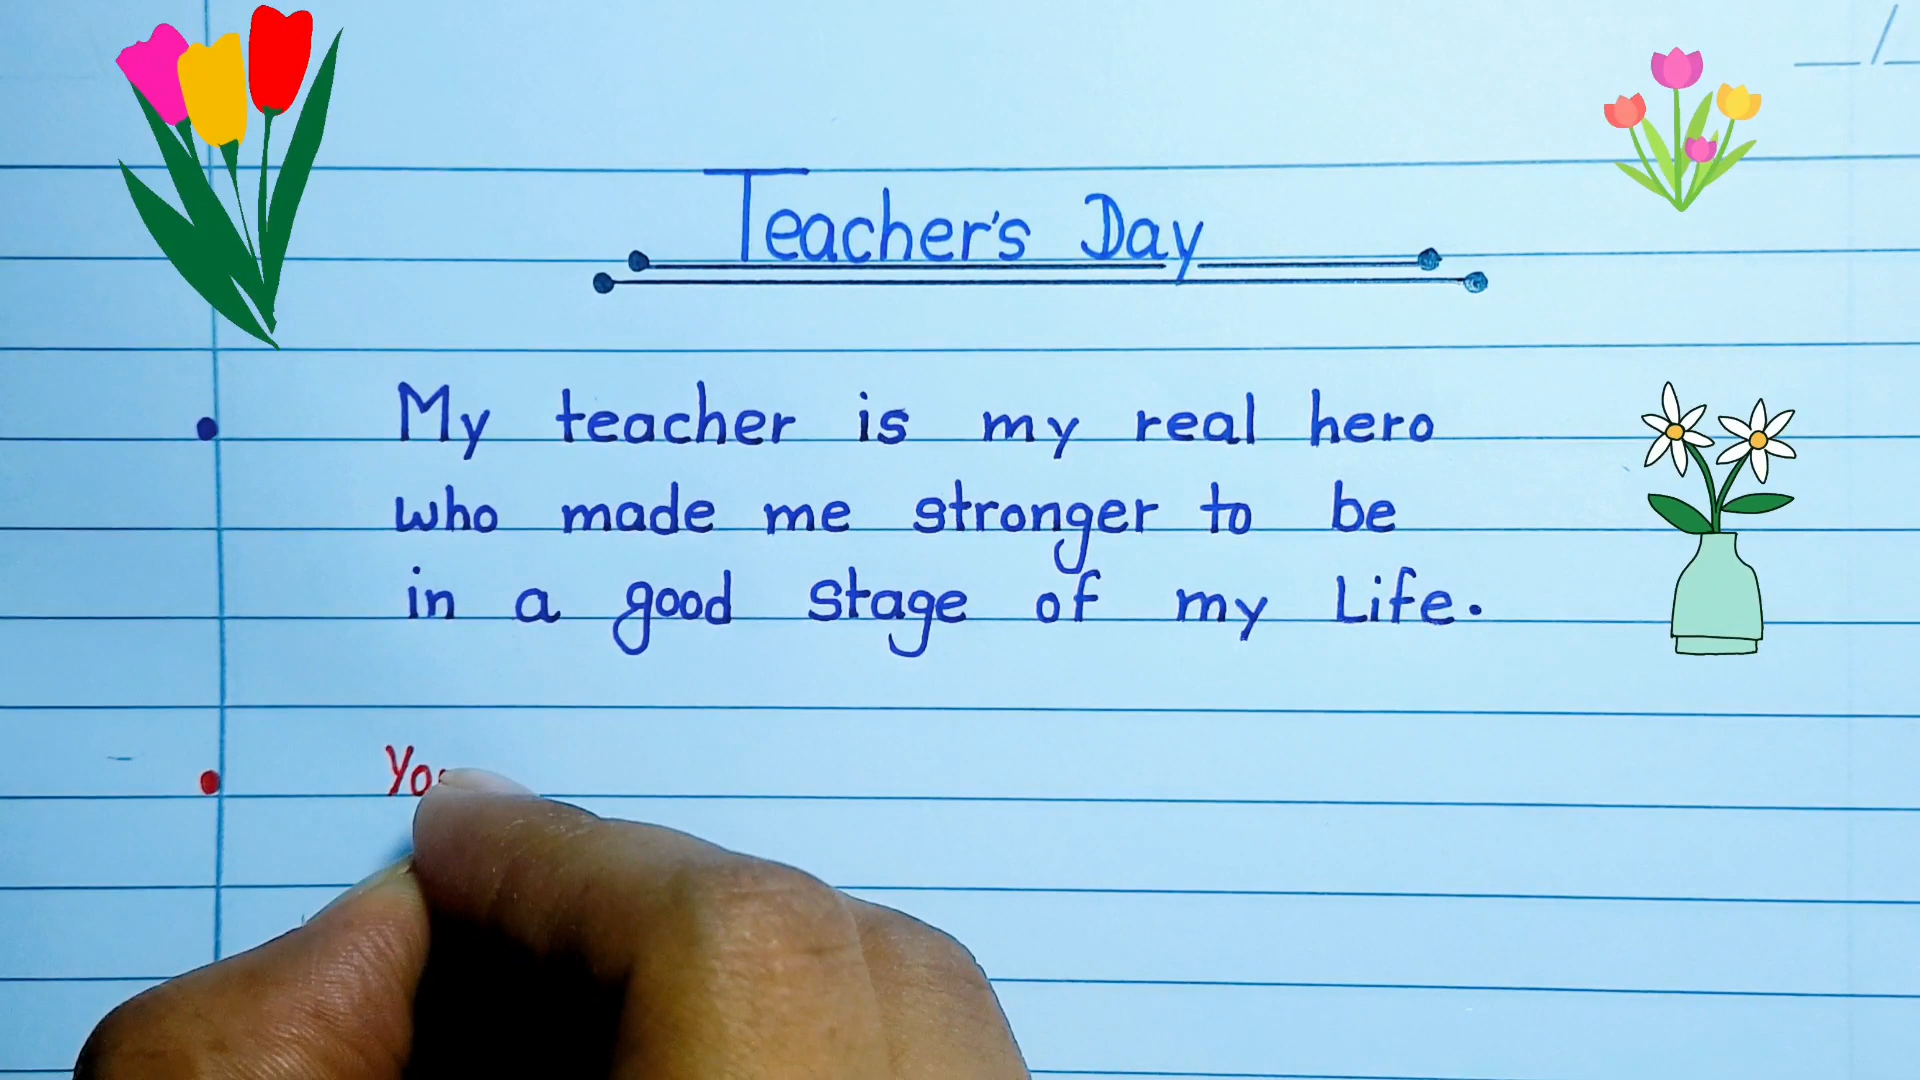 Teacher's Day
My teacher is my real hero
who made me stronger to be
in a good stage of my Life.